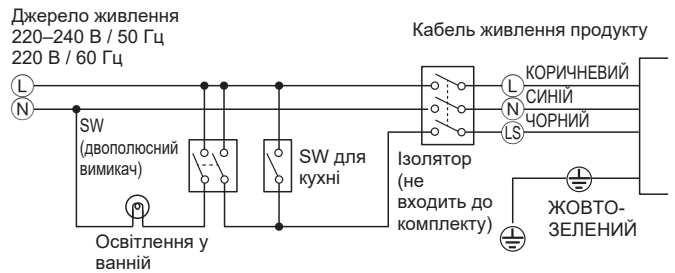 Джерело живлення
220–240 В / 50 Гц
220 В / 60 Гц
Кабель живлення продукту
L
N
L
КОРИЧНЕВИЙ
N
СИНІЙ
LS
ЧОРНИЙ
SW
(двополюсний
вимикач)
SW для
кухні
Ізолятор
(не
входить до
комплекту)
ЖОВТО-
ЗЕЛЕНИЙ
Освітлення у
ванній